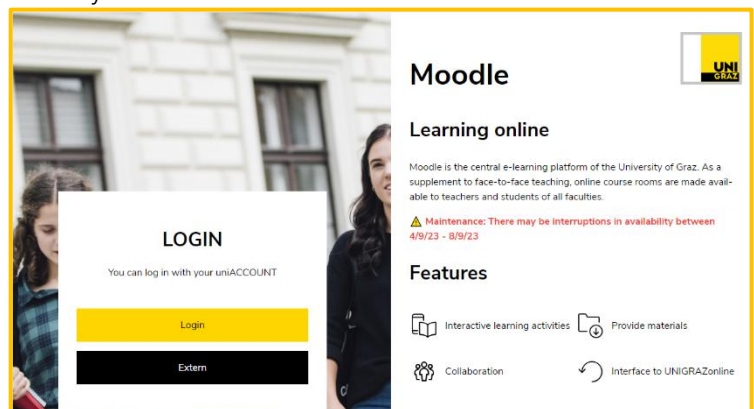 LOGIN
You can log in with your uniACCOUNT
Login
Extern
Moodle
UNI
GRAZ
Learning online
Moodle is the central e-learning platform of the University of Graz. As a
supplement to face-to-face teaching, online course rooms are made avail-
able to teachers and students of all faculties.
Maintenance: There may be interruptions in availability between
4/9/23 - 8/9/23
Features
Interactive learning activities
Provide materials
Collaboration
Interface to UNIGRAZonline